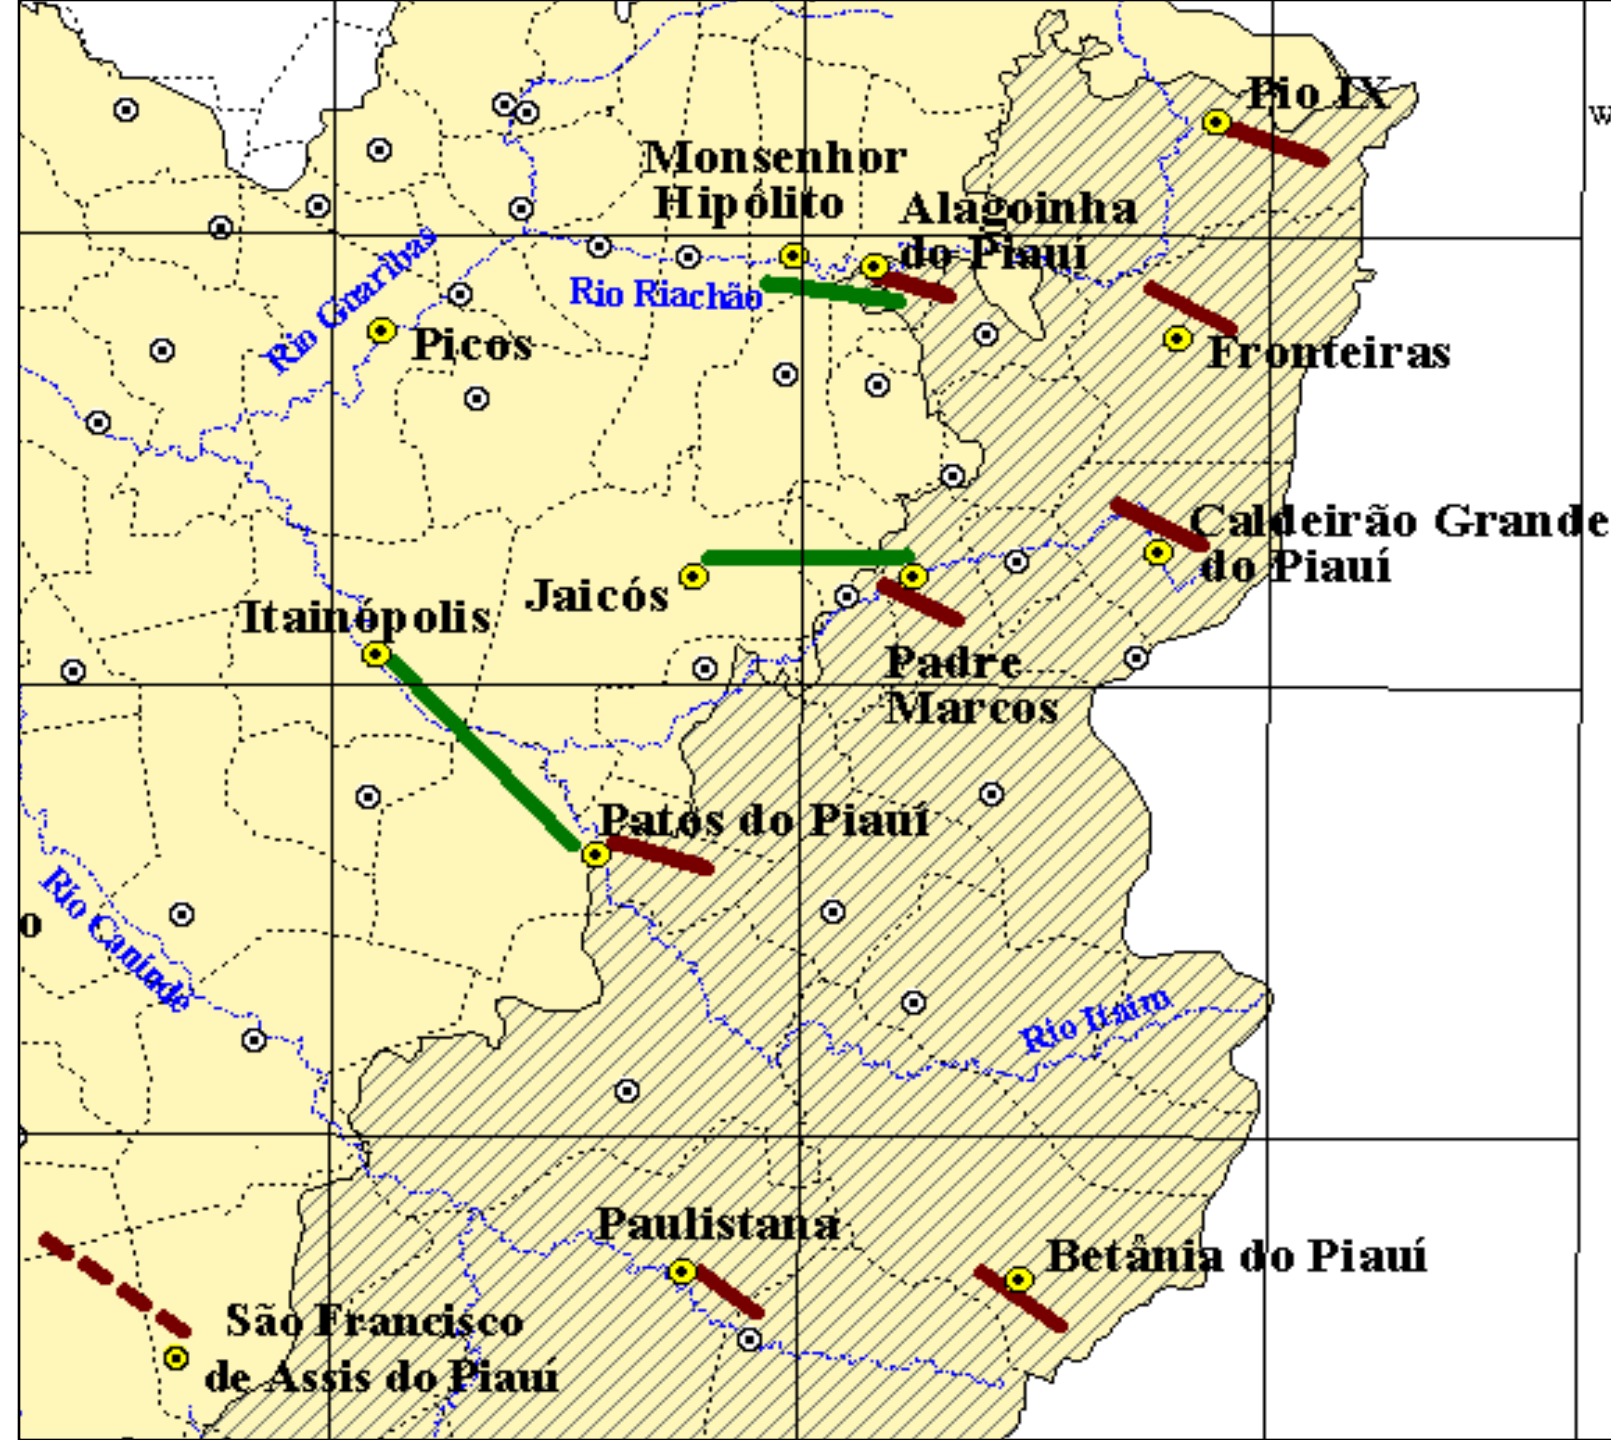 Pio IX
w
Monsenhor
Hipólito
Alagoinha
do Piauí
Rio Guaribas
Rio Riachão
Picos
Fronteiras
Caldeirão Grande
do Piauí
Jaicós
Itainópolis
Padre
Marcos
Patos do Piauí
Rio Caninde
o
Rio Itaim
Paulistana
Betânia do Piauí
São Francisco
de Assis do Piauí